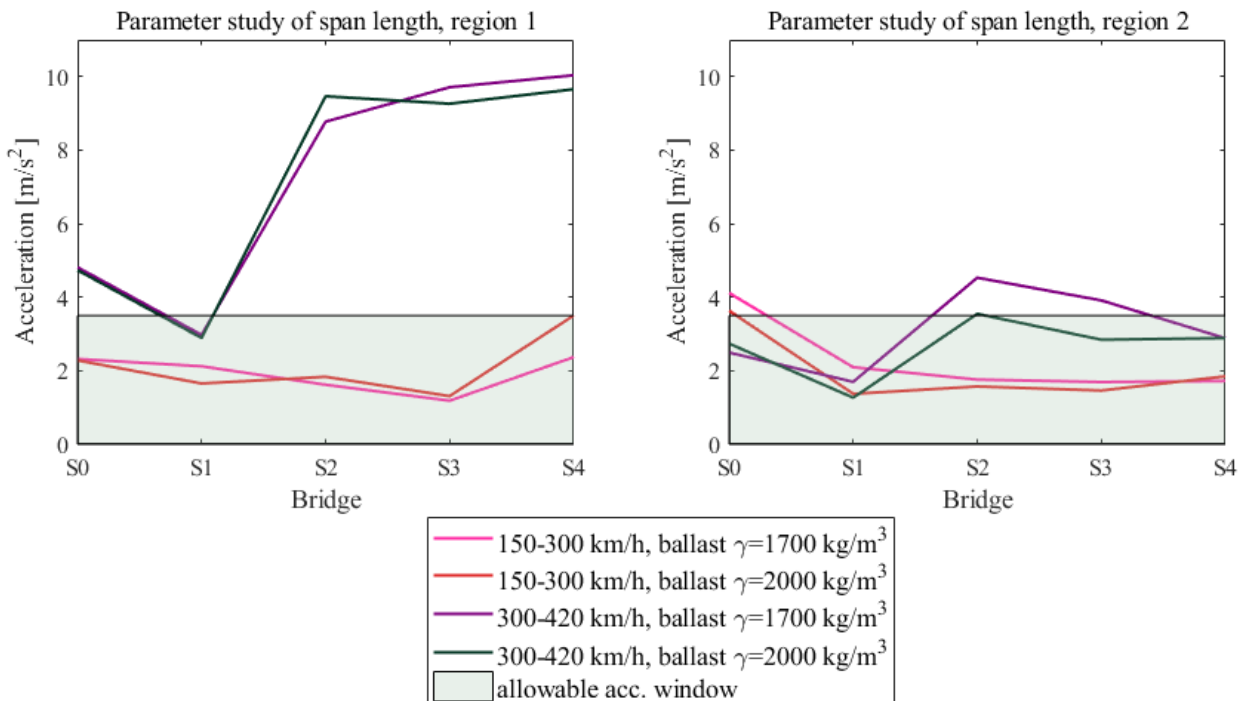 Parameter study of span length, region 1
Acceleration [m/s²]
10
8
6
4
2
0
S0 S1 S2 S3 S4
Bridge
Parameter study of span length, region 2
Acceleration [m/s²]
10
8
6
4
2
0
S0 S1 S2 S3 S4
Bridge
150-300 km/h, ballast γ=1700 kg/m³
150-300 km/h, ballast γ=2000 kg/m³
300-420 km/h, ballast γ=1700 kg/m³
300-420 km/h, ballast γ=2000 kg/m³
allowable acc. window